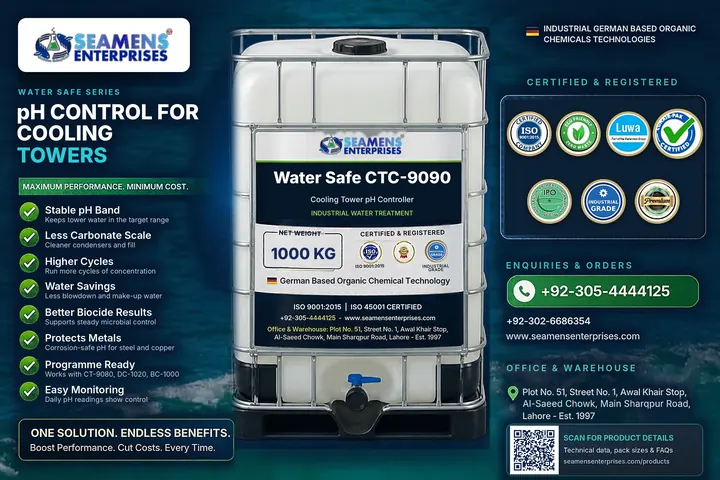 SEAMENS
ENTERPRISES
WATER SAFE SERIES
pH CONTROL FOR
COOLING
TOWERS
MAXIMUM PERFORMANCE. MINIMUM COST.
Stable pH Band
Keeps tower water in the target range
Less Carbonate Scale
Cleaner condensers and fill
Higher Cycles
Run more cycles of concentration
Water Savings
Less blowdown and make-up water
Better Biocide Results
Supports steady microbial control
Protects Metals
Corrosion-safe pH for steel and copper
Programme Ready
Works with CT-9080, DC-1020, BC-1000
Easy Monitoring
Daily pH readings show control
ONE SOLUTION. ENDLESS BENEFITS.
Boost Performance. Cut Costs. Every Time.
SEAMENS
ENTERPRISES
Water Safe CTC-9090
Cooling Tower pH Controller
INDUSTRIAL WATER TREATMENT
NET WEIGHT
1000 KG
CERTIFIED & REGISTERED
ISO
ISO 9001:2015
INDUSTRIAL
GRADE
German Based Organic Chemical Technology
ISO 9001:2015 | ISO 45001 CERTIFIED
+92-305-4444125 - www.seamensenterprises.com
Office & Warehouse: Plot No. 51, Street No. 1, Awal Khair Stop,
Al-Saeed Chowk, Main Sharqpur Road, Lahore - Est. 1997
INDUSTRIAL GERMAN BASED ORGANIC
CHEMICALS TECHNOLOGIES
CERTIFIED & REGISTERED
CERTIFIED
ISO
9001:2015
COMPANY
ECO FRIENDLY
Luwa
CERTIFIED
IPO
INDUSTRIAL
GRADE
Premium
ENQUIRIES & ORDERS
+92-305-4444125
+92-302-6686354
www.seamensenterprises.com
OFFICE & WAREHOUSE
Plot No. 51, Street No. 1, Awal Khair Stop,
Al-Saeed Chowk, Main Sharqpur Road,
Lahore - Est. 1997
SCAN FOR PRODUCT DETAILS
Technical data, pack sizes & FAQs
seamensenterprises.com/products